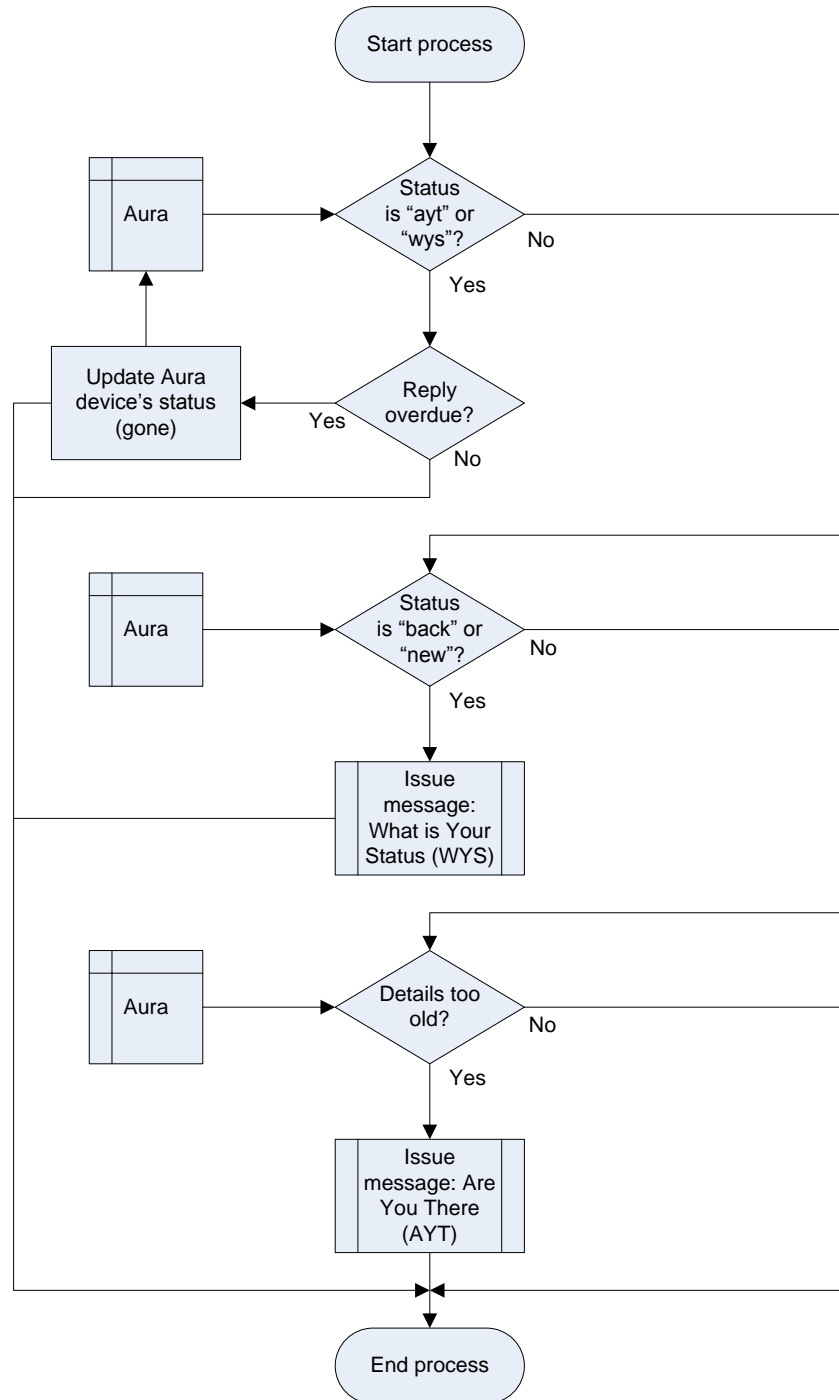 Start process
Status
is “ayt” or
“wys”?
Aura
No
Yes
Update Aura
device’s status
(gone)
Yes
Reply
overdue?
No
Aura
Status
is “back” or
“new”?
No
Yes
Issue
message:
What is Your
Status (WYS)
Aura
Details too
old?
No
Yes
Issue
message: Are
You There
(AYT)
End process